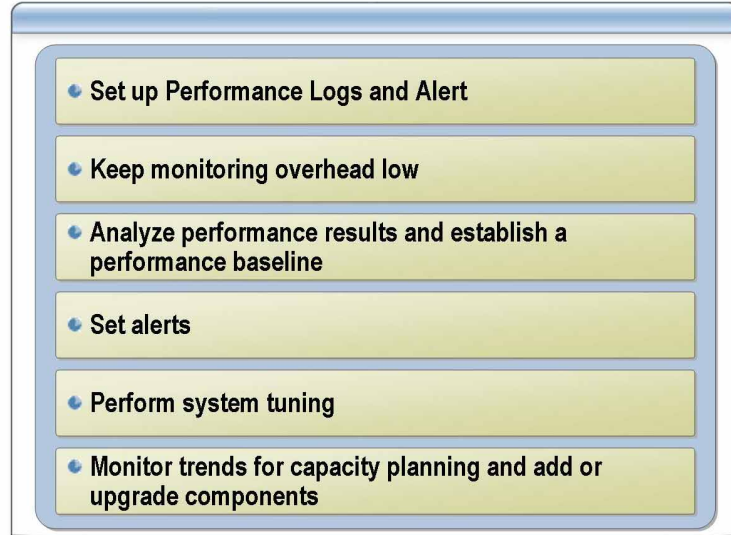 Set up Performance Logs and Alert
Keep monitoring overhead low
Analyze performance results and establish a
performance baseline
Set alerts
Perform system tuning
Monitor trends for capacity planning and add or
upgrade components